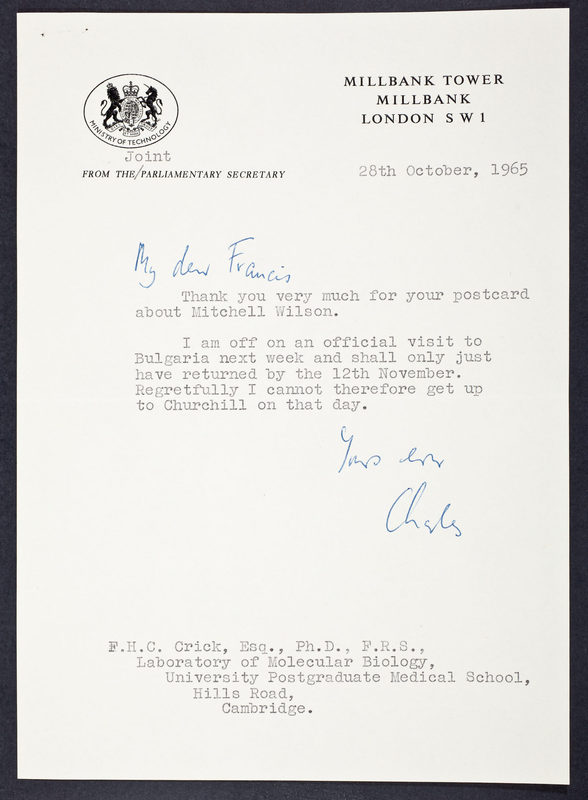 MILLBANK TOWER
MILLBANK
LONDON S W 1
MINISTRY OF TECHNOLOGY
Joint
FROM THE/PARLIAMENTARY SECRETARY
28th October, 1965
My dear Francis
Thank you very much for your postcard
about Mitchell Wilson.
I am off on an official visit to
Bulgaria next week and shall only just
have returned by the 12th November.
Regretfully I cannot therefore get up
to Churchill on that day.
Yours ever
Charles
F.H.C. Crick, Esq., Ph.D., F.R.S.,
Laboratory of Molecular Biology,
University Postgraduate Medical School,
Hills Road,
Cambridge.